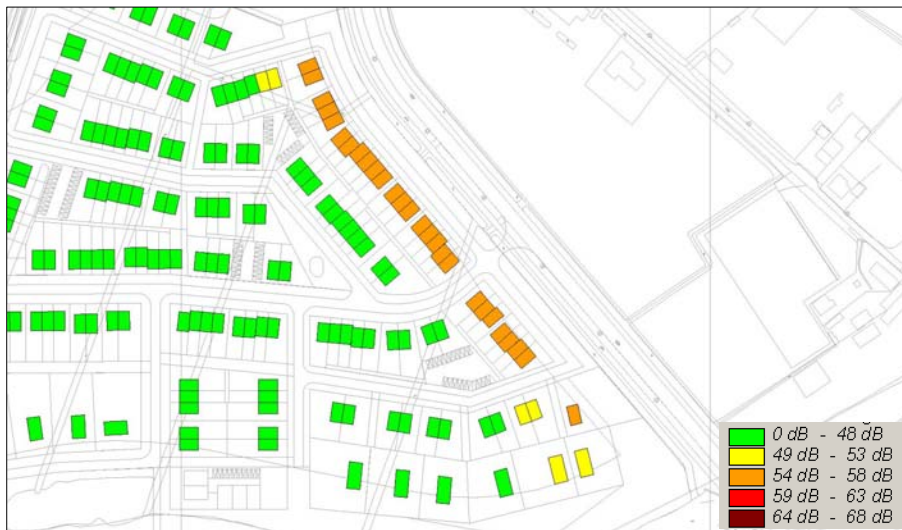 0 dB - 48 dB
49 dB - 53 dB
54 dB - 58 dB
59 dB - 63 dB
64 dB - 68 dB